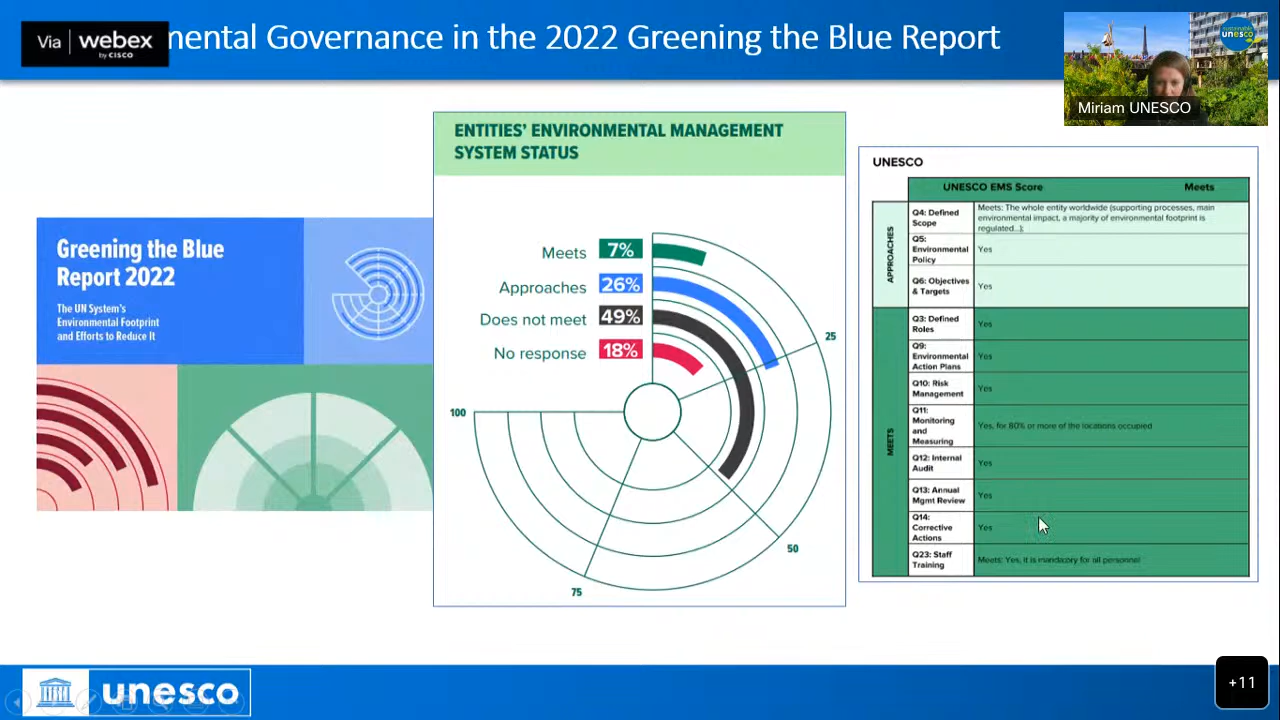 Via webex
by CISCO
mental Governance in the 2022 Greening the Blue Report
unesco
Miriam UNESCO
Greening the Blue
Report 2022
The UN System's
Environmental Footprint
and Efforts to Reduce It
ENTITIES' ENVIRONMENTAL MANAGEMENT
SYSTEM STATUS
Meets 7%
Approaches 26%
Does not meet 49%
No response 18%
25
50
75
100
UNESCO
UNESCO EMS Score Meets
APPROACHES
Q4: Defined
Scope
Meets: The whole entity worldwide (supporting processes, main
environmental impact, a majority of environmental footprint is
regulated...);
Q5:
Environmental
Policy
Yes
Q6: Objectives
& Targets
Yes
MEETS
Q3: Defined
Roles
Yes
Q9:
Environmental
Action Plans
Yes
Q10: Risk
Management
Yes
Q11:
Monitoring
and
Measuring
Yes, for 80% or more of the locations occupied
Q12: Internal
Audit
Yes
Q13: Annual
Mgmt Review
Yes
Q14:
Corrective
Actions
Yes
Q23: Staff
Training
Meets: Yes, it is mandatory for all personnel
unesco
+11